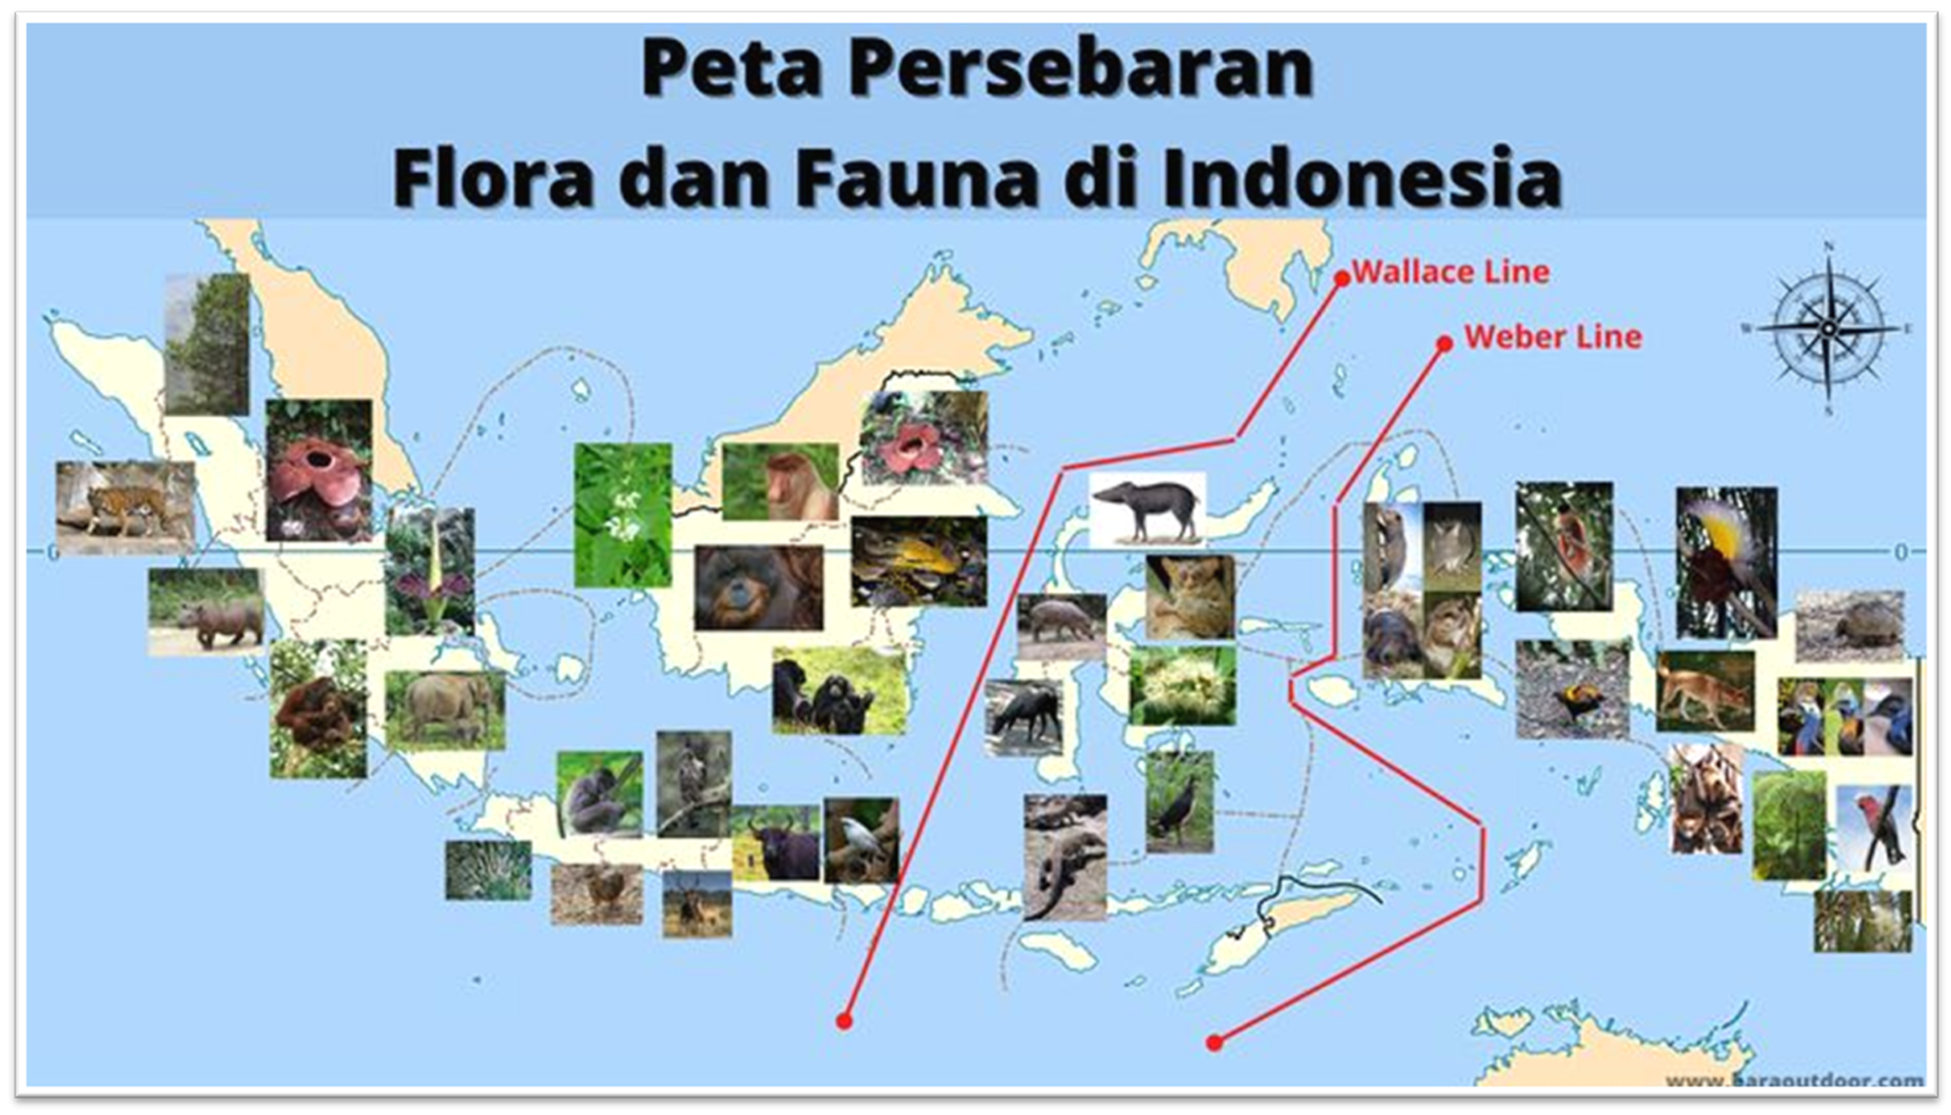 Peta Persebaran
Flora dan Fauna di Indonesia
Wallace Line
Weber Line
N
W
E
S
0
0
www.baraoutdoor.com